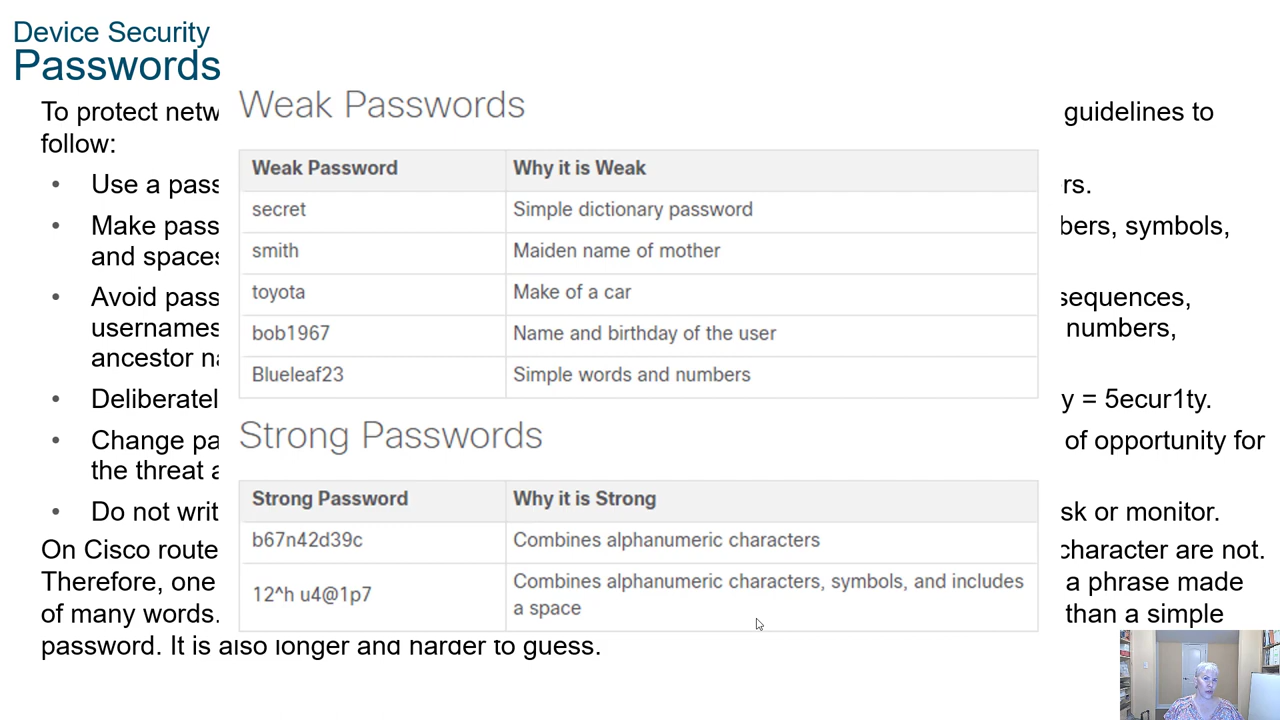 Device Security
Passwords
To protect netw guidelines to
follow:
• Use a pass rs.
• Make pass bers, symbols,
and spaces
• Avoid pass sequences,
usernames numbers,
ancestor na
• Deliberatel y = 5ecur1ty.
• Change pa of opportunity for
the threat a
• Do not writ sk or monitor.
On Cisco route character are not.
Therefore, one a phrase made
of many words. than a simple
password. It is also longer and harder to guess.
Weak Passwords
Weak Password Why it is Weak
secret Simple dictionary password
smith Maiden name of mother
toyota Make of a car
bob1967 Name and birthday of the user
Blueleaf23 Simple words and numbers
Strong Passwords
Strong Password Why it is Strong
b67n42d39c Combines alphanumeric characters
12^h u4@1p7 Combines alphanumeric characters, symbols, and includes
a space